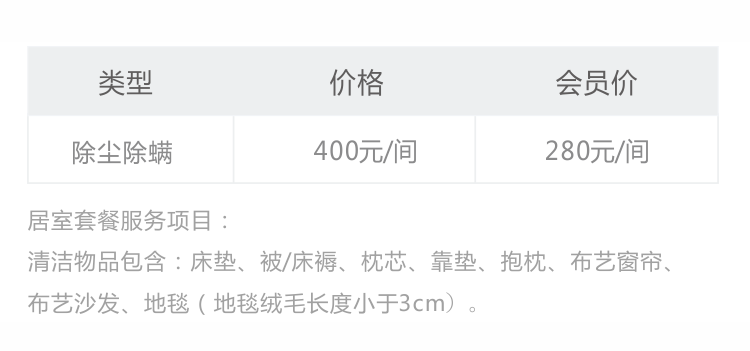 类型 价格 会员价
除尘除螨 400元/间 280元/间
居室套餐服务项目：
清洁物品包含：床垫、被/床褥、枕芯、靠垫、抱枕、布艺窗帘、
布艺沙发、地毯（地毯绒毛长度小于3cm）。